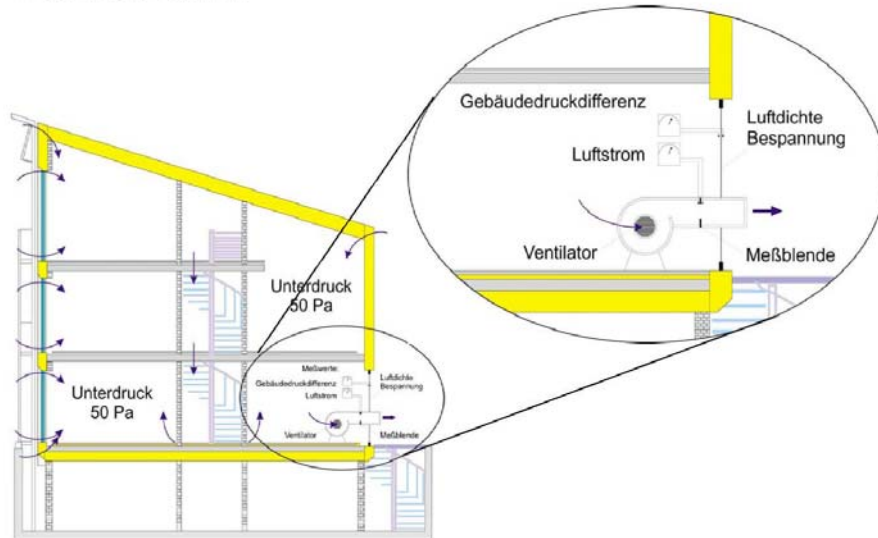 Gebäudedruckdifferenz
Luftstrom
Luftdichte
Bespannung
Ventilator
Meßblende
Unterdruck
50 Pa
Unterdruck
50 Pa
Meßwerte:
Gebäudedruckdifferenz
Luftstrom
Luftdichte
Bespannung
Ventilator
Meßblende